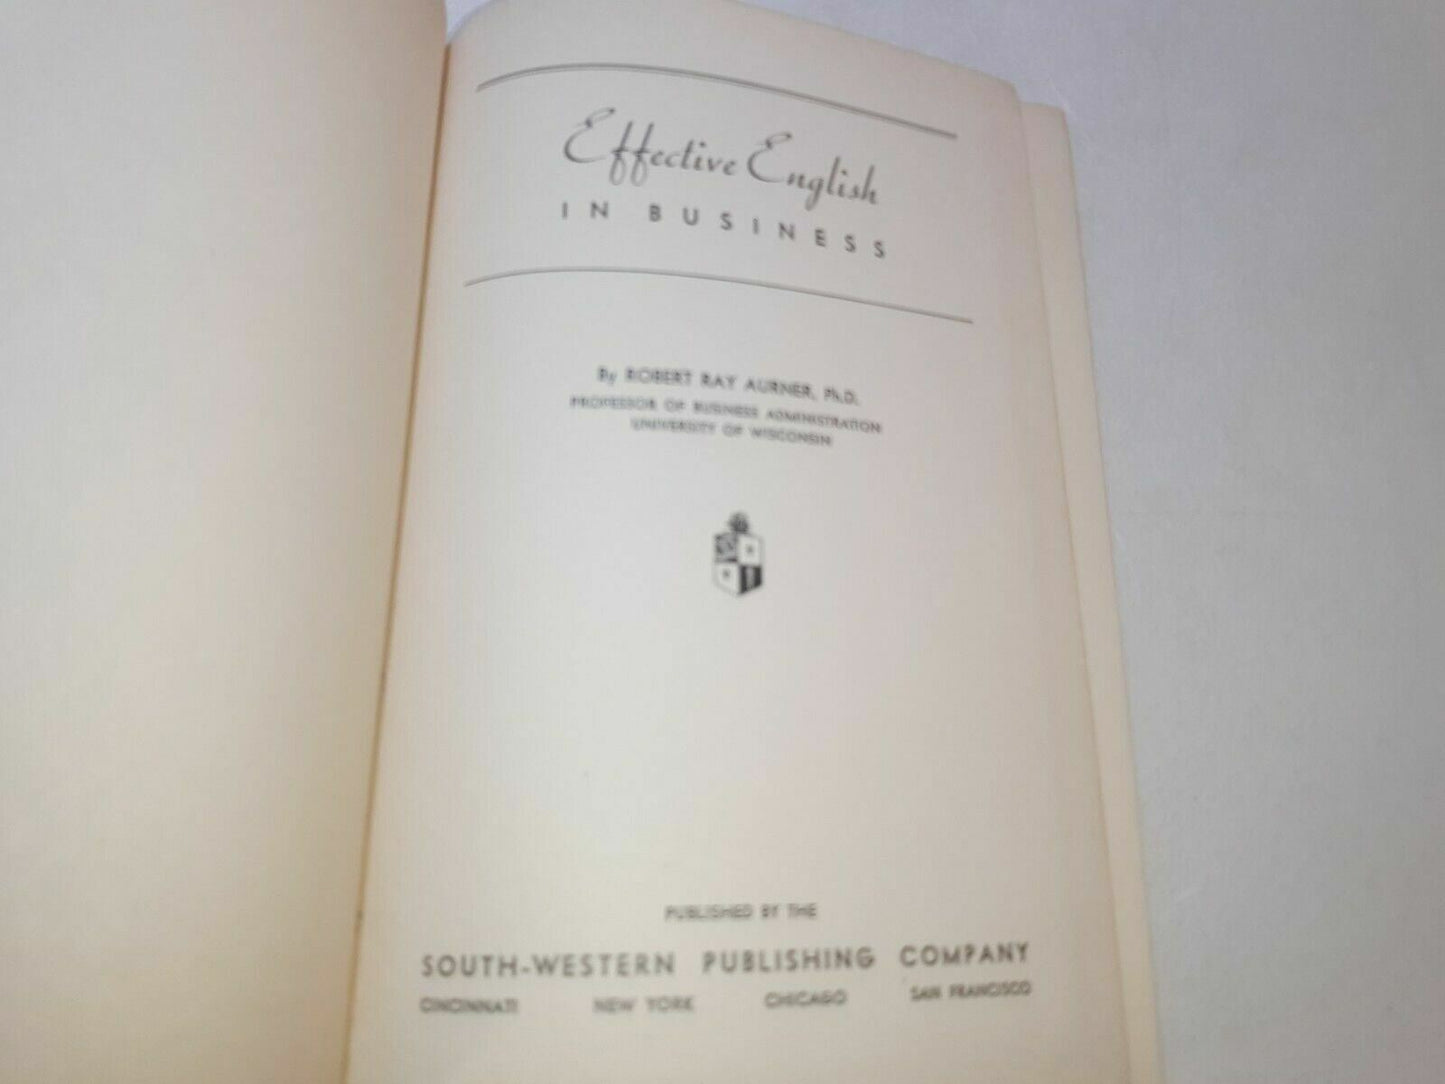 Effective English
IN BUSINESS
By ROBERT RAY AURNER, Ph.D.
PROFESSOR OF BUSINESS ADMINISTRATION
UNIVERSITY OF WISCONSIN
PUBLISHED BY THE
SOUTH-WESTERN PUBLISHING COMPANY
CINCINNATI NEW YORK CHICAGO SAN FRANCISCO